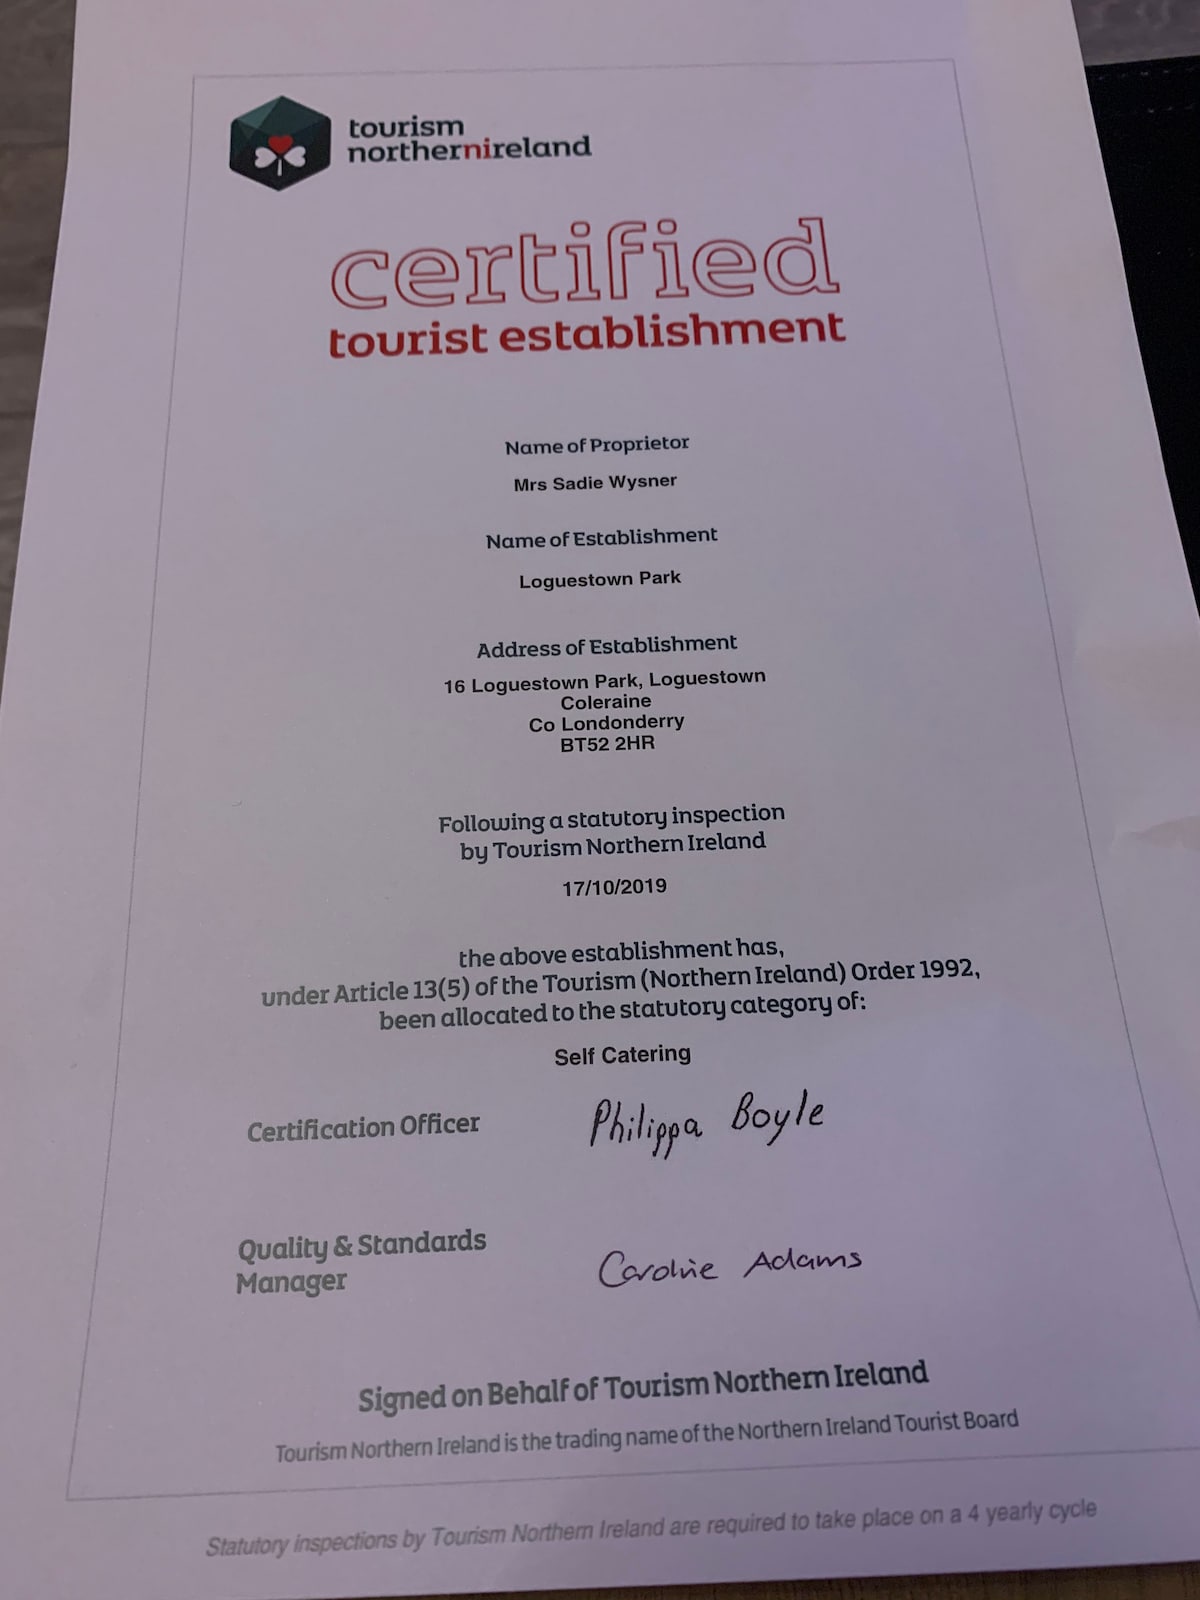 tourism
northernireland
certified
tourist establishment
Name of Proprietor
Mrs Sadie Wysner
Name of Establishment
Loguestown Park
Address of Establishment
16 Loguestown Park, Loguestown
Coleraine
Co Londonderry
BT52 2HR
Following a statutory inspection
by Tourism Northern Ireland
17/10/2019
the above establishment has,
under Article 13(5) of the Tourism (Northern Ireland) Order 1992,
been allocated to the statutory category of:
Self Catering
Certification Officer Philippa Boyle
Quality & Standards
Manager Caroline Adams
Signed on Behalf of Tourism Northern Ireland
Tourism Northern Ireland is the trading name of the Northern Ireland Tourist Board
Statutory inspections by Tourism Northern Ireland are required to take place on a 4 yearly cycle